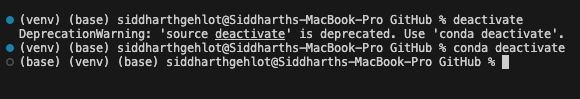 (venv) (base) siddharthgehlot@Siddharths-MacBook-Pro GitHub % deactivate
DeprecationWarning: 'source deactivate' is deprecated. Use 'conda deactivate'.
(venv) (base) siddharthgehlot@Siddharths-MacBook-Pro GitHub % conda deactivate
(base) (venv) (base) siddharthgehlot@Siddharths-MacBook-Pro GitHub %